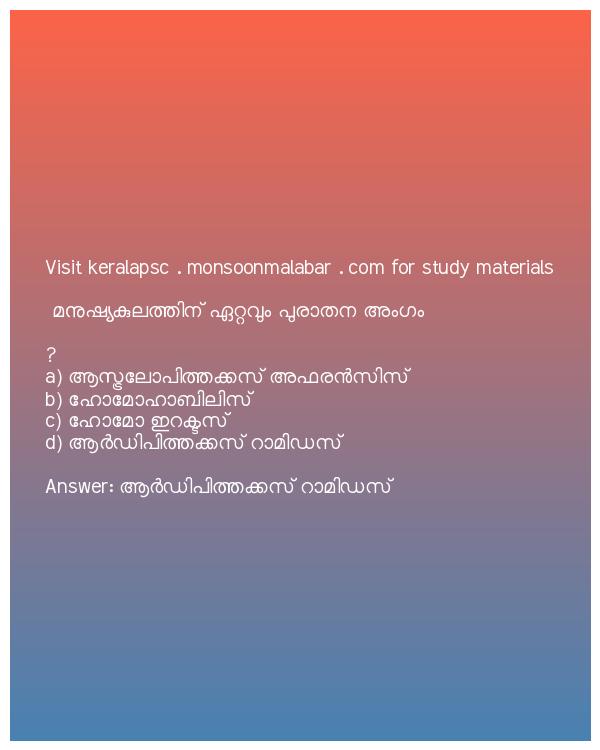 Visit keralapsc . monsoonmalabar . com for study materials
മനുഷ്യകുലത്തിന് ഏറ്റവും പുരാതന അംഗം
?
a) ആസ്ത്രലോപിത്തക്കസ് അഫരൻസിസ്
b) ഹോമോഹാബിലിസ്
c) ഹോമോ ഇറക്ടസ്
d) ആർഡിപിത്തക്കസ് റാമിഡസ്
Answer: ആർഡിപിത്തക്കസ് റാമിഡസ്